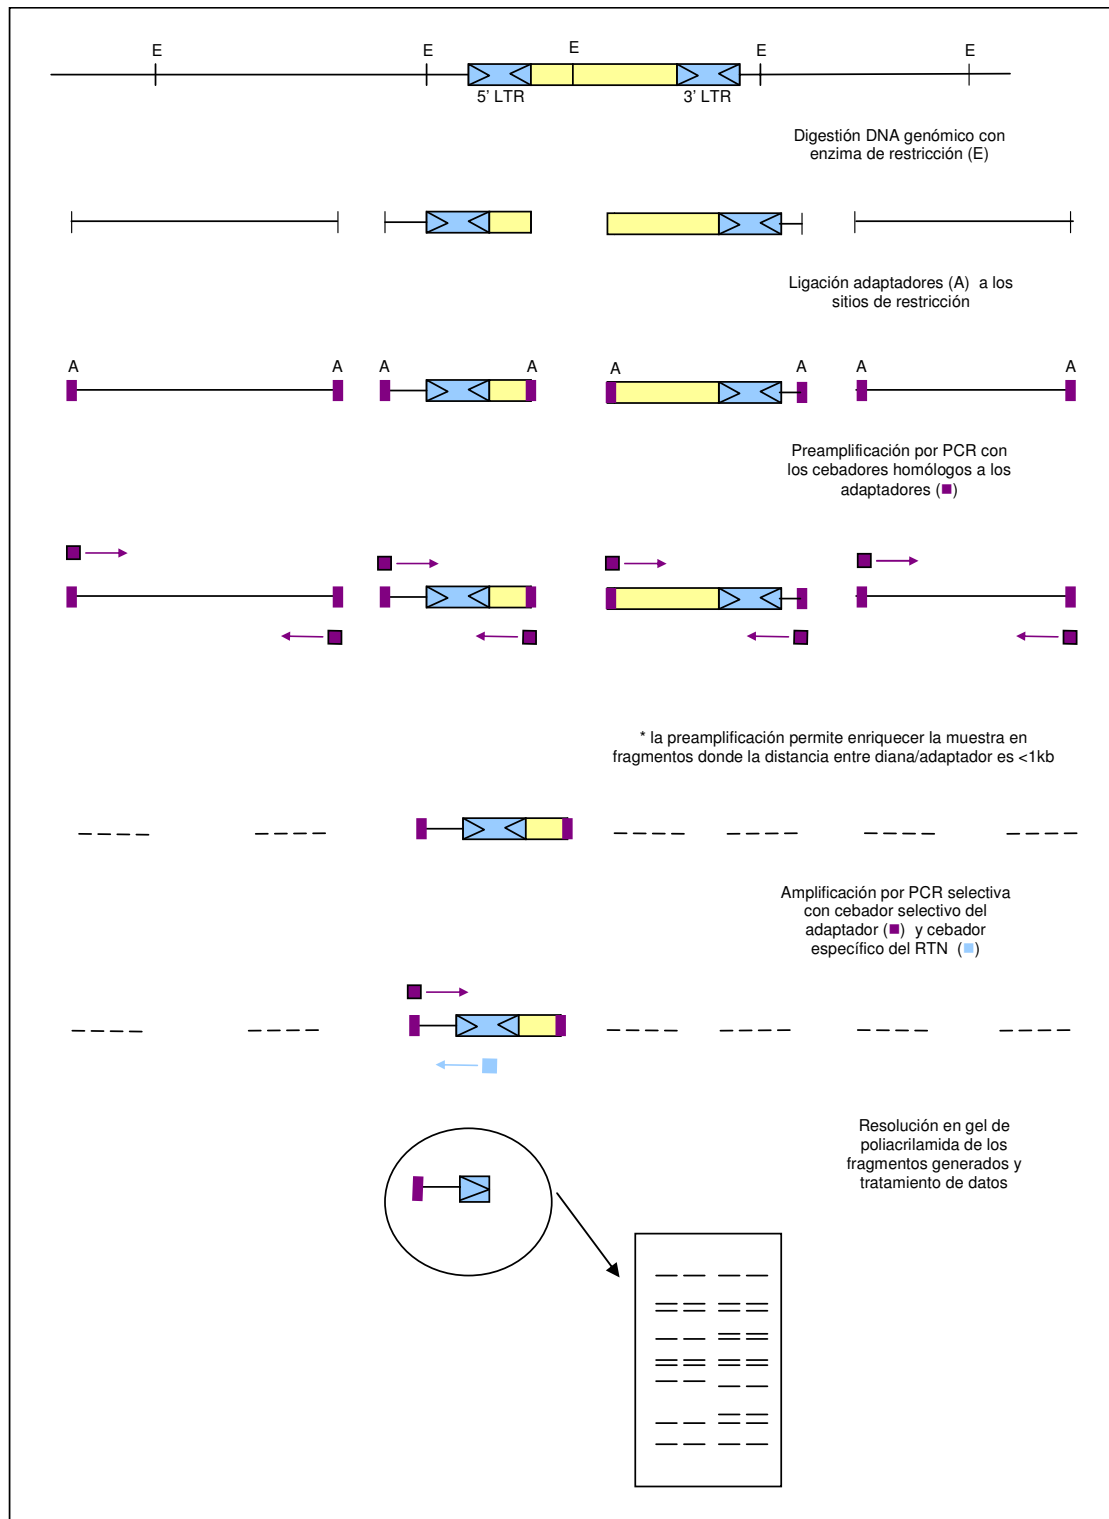 E E E E E
5' LTR 3' LTR
Digestión DNA genómico con
enzima de restricción (E)
Ligación adaptadores (A) a los
sitios de restricción
A A A A A A A A
Preamplificación por PCR con
los cebadores homólogos a los
adaptadores (■)
* la preamplificación permite enriquecer la muestra en
fragmentos donde la distancia entre diana/adaptador es <1kb
Amplificación por PCR selectiva
con cebador selectivo del
adaptador (■) y cebador
específico del RTN (■)
Resolución en gel de
poliacrilamida de los
fragmentos generados y
tratamiento de datos